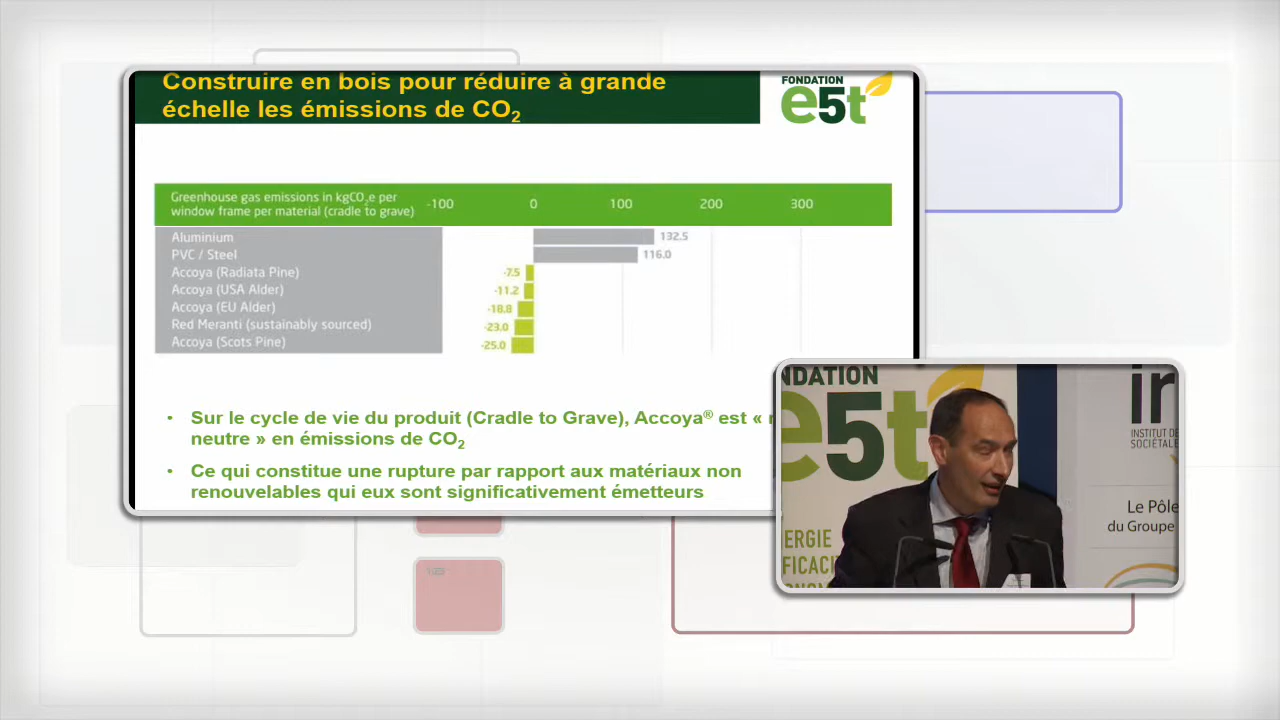 Construire en bois pour réduire à grande
échelle les émissions de CO₂
FONDATION
e5t
Greenhouse gas emissions in kgCO₂e per
window frame per material (cradle to grave)
-100 0 100 200 300
Aluminium 132.5
PVC / Steel 116.0
Accoya (Radiata Pine) -7.5
Accoya (USA Alder) -11.2
Accoya (EU Alder) -18.8
Red Meranti (sustainably sourced) -23.0
Accoya (Scots Pine) -25.0
• Sur le cycle de vie du produit (Cradle to Grave), Accoya® est «
neutre » en émissions de CO₂
• Ce qui constitue une rupture par rapport aux matériaux non
renouvelables qui eux sont significativement émetteurs
NDATION
e5t
ERGIE
FFICACI
ONOM
INSTITUT DE
SOCIÉTALE
Le Pôle
du Groupe